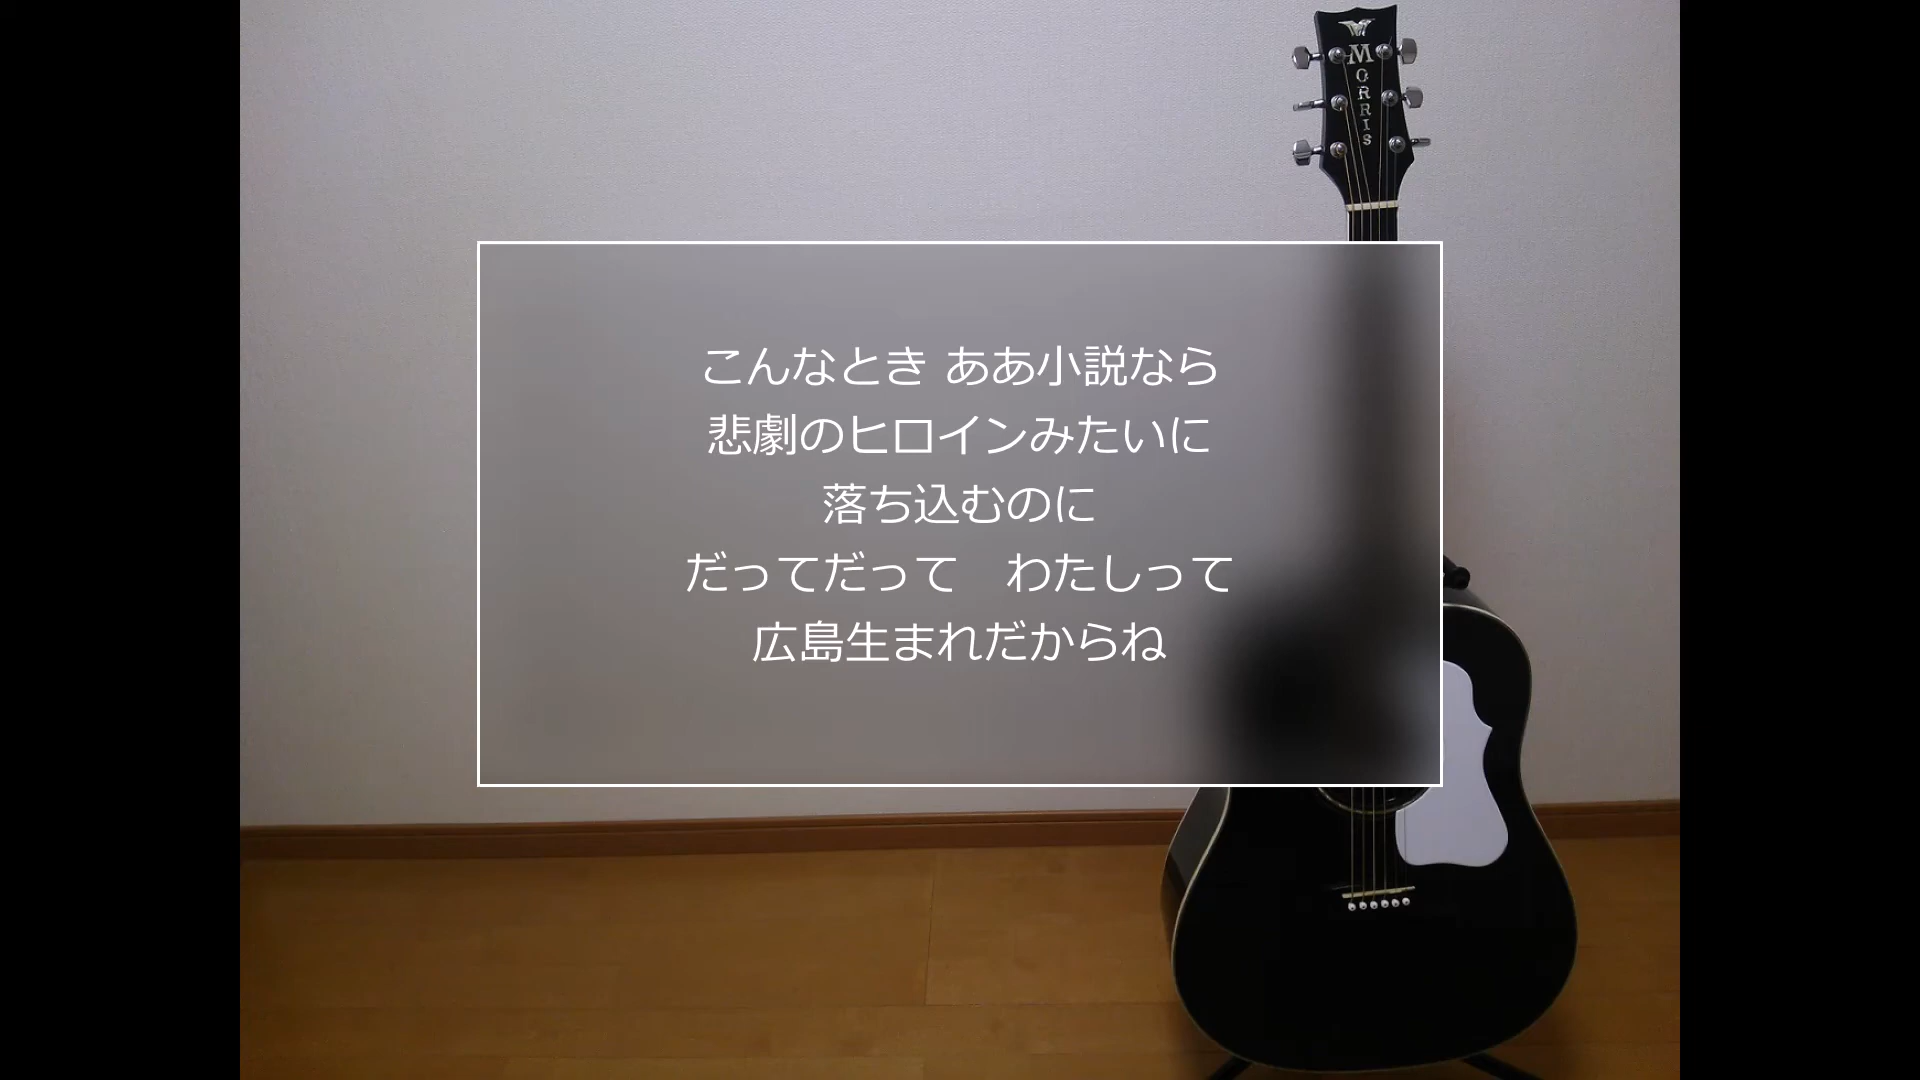 MORRIS
こんなとき ああ小説なら
悲劇のヒロインみたいに
落ち込むのに
だってだって　わたしって
広島生まれだからね